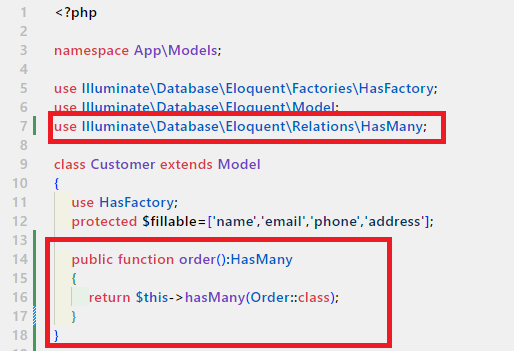 1 <?php
2
3 namespace App\Models;
4
5 use Illuminate\Database\Eloquent\Factories\HasFactory;
6 use Illuminate\Database\Eloquent\Model;
7 use Illuminate\Database\Eloquent\Relations\HasMany;
8
9 class Customer extends Model
10 {
11 use HasFactory;
12 protected $fillable=['name','email','phone','address'];
13
14 public function order():HasMany
15 {
16 return $this->hasMany(Order::class);
17 }
18 }